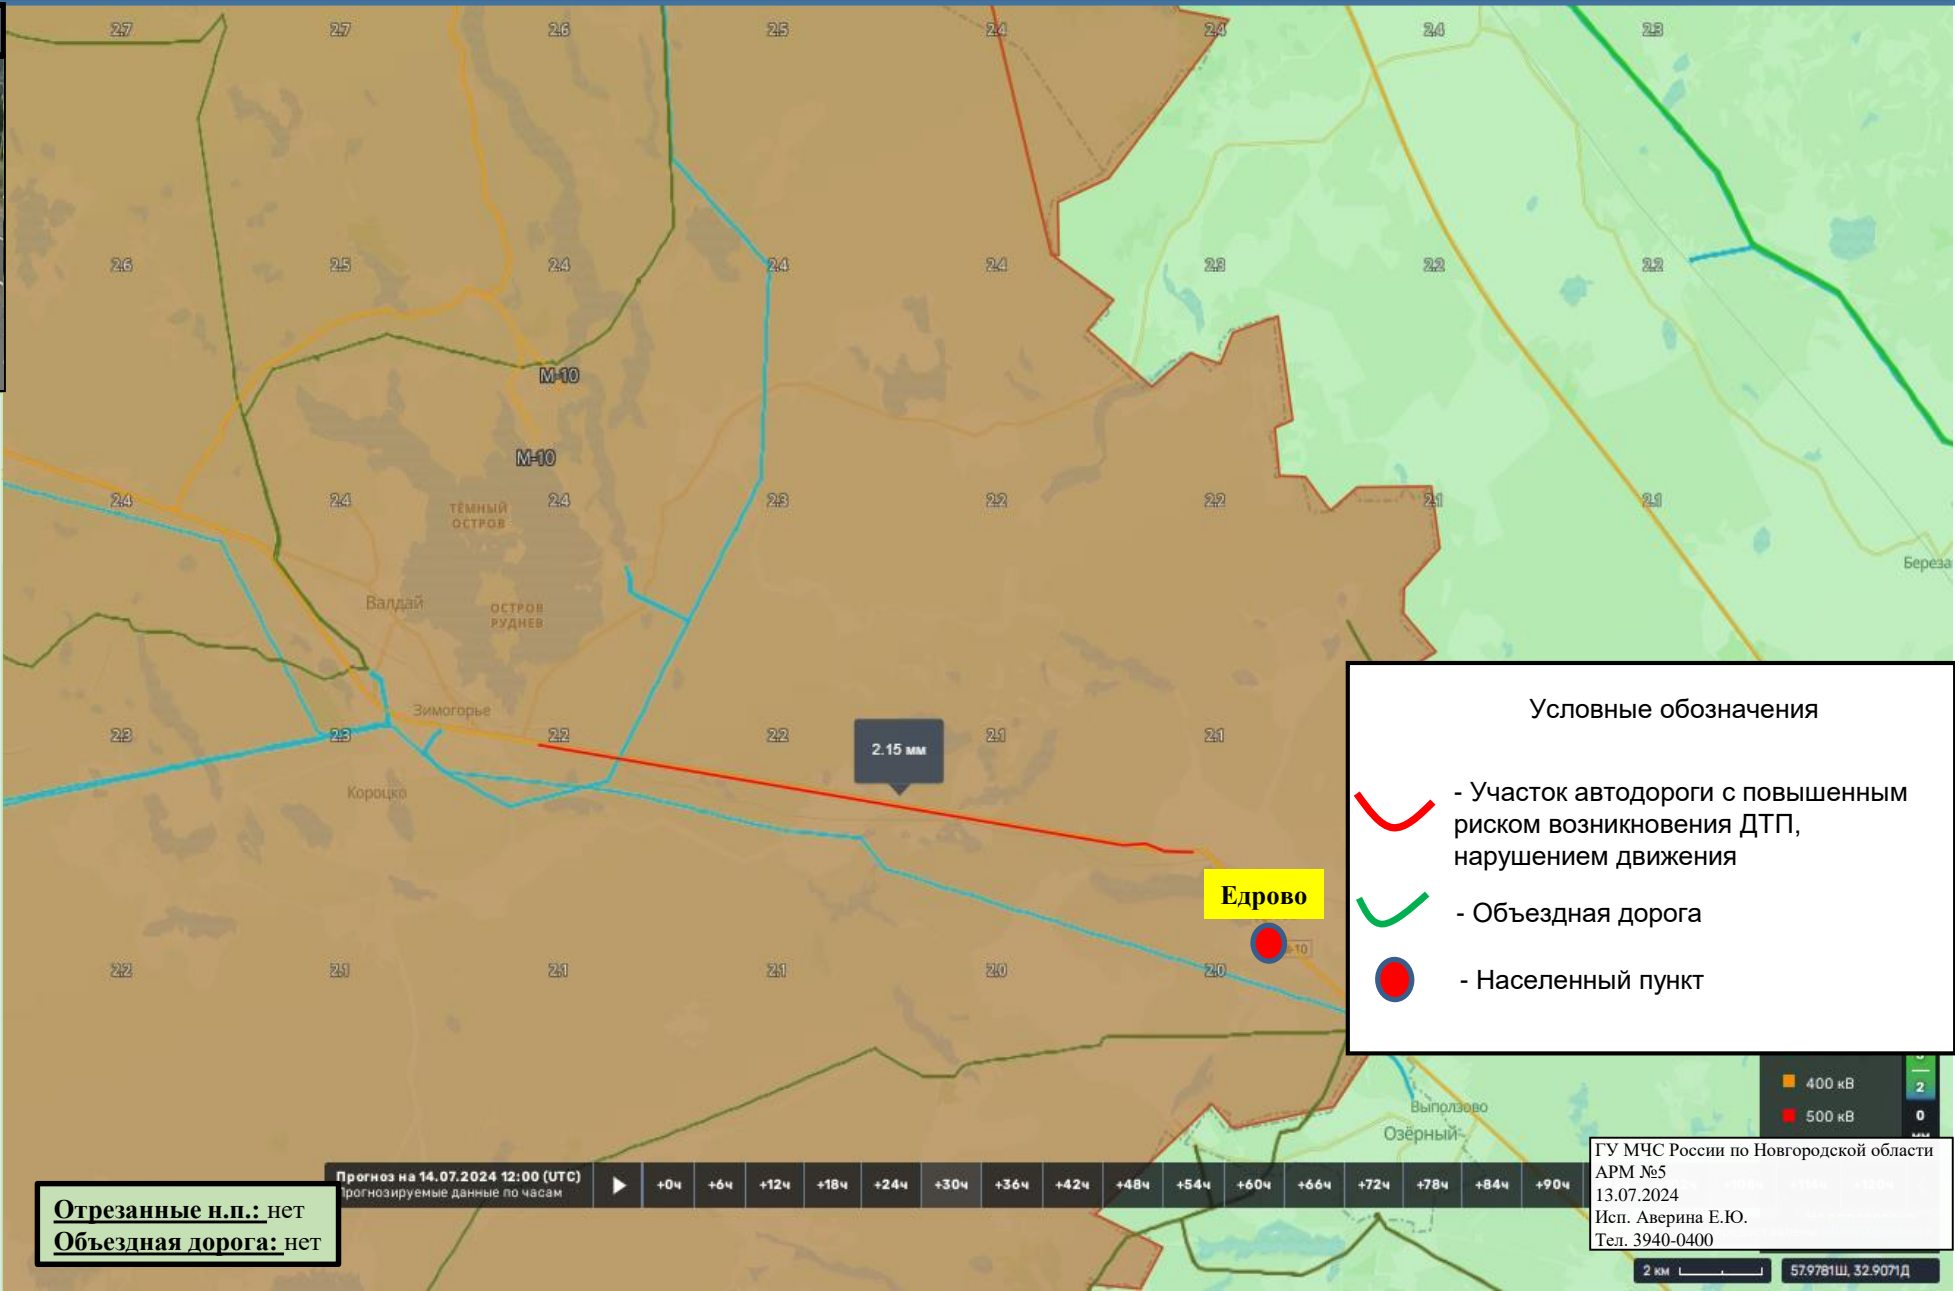 2.7 2.7 2.6 2.5 2.4 2.4 2.4 2.3
2.6 2.5 2.4 2.4 2.4 2.3 2.2 2.2
М-10
М-10
2.4 2.4 2.4 2.3 2.2 2.2 2.1 2.1
ТЁМНЫЙ
ОСТРОВ
Береза
Валдай
ОСТРОВ
РУДНЕВ
Зимогорье
2.3 2.3 2.2 2.2 2.1 2.1
2.15 мм
Короцко
Условные обозначения
- Участок автодороги с повышенным
риском возникновения ДТП,
нарушением движения
- Объездная дорога
- Населенный пункт
Едрово
2.2 2.1 2.1 2.1 2.0 2.0
400 кВ
500 кВ
2
0
Выползово
Озёрный
Прогноз на 14.07.2024 12:00 (UTC)
Прогнозируемые данные по часам
+0ч +6ч +12ч +18ч +24ч +30ч +36ч +42ч +48ч +54ч +60ч +66ч +72ч +78ч +84ч +90ч
Отрезанные н.п.: нет
Объездная дорога: нет
ГУ МЧС России по Новгородской области
АРМ №5
13.07.2024
Исп. Аверина Е.Ю.
Тел. 3940-0400
2 км
57.9781Ш, 32.9071Д